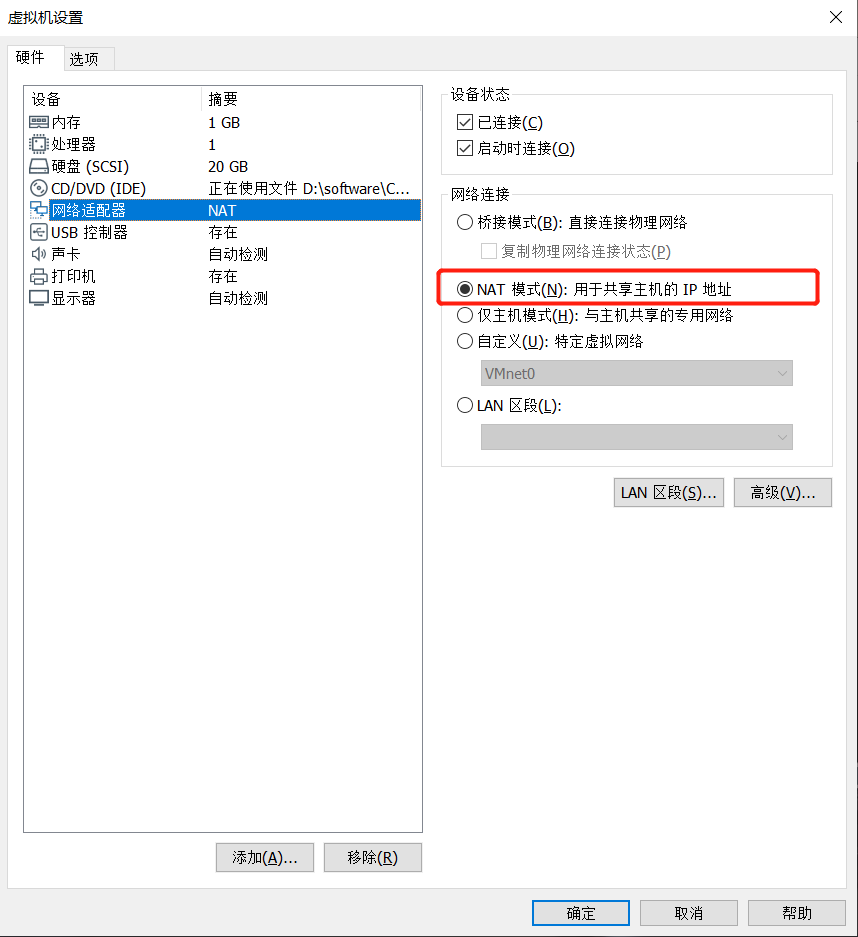 虚拟机设置
硬件 选项
设备 摘要
内存 1 GB
处理器 1
硬盘 (SCSI) 20 GB
CD/DVD (IDE) 正在使用文件 D:\software\C...
网络适配器 NAT
USB 控制器 存在
声卡 自动检测
打印机 存在
显示器 自动检测
添加(A)... 移除(R)
设备状态
已连接(C)
启动时连接(O)
网络连接
桥接模式(B): 直接连接物理网络
复制物理网络连接状态(P)
NAT 模式(N): 用于共享主机的 IP 地址
仅主机模式(H): 与主机共享的专用网络
自定义(U): 特定虚拟网络
VMnet0
LAN 区段(L):
LAN 区段(S)... 高级(V)...
确定 取消 帮助